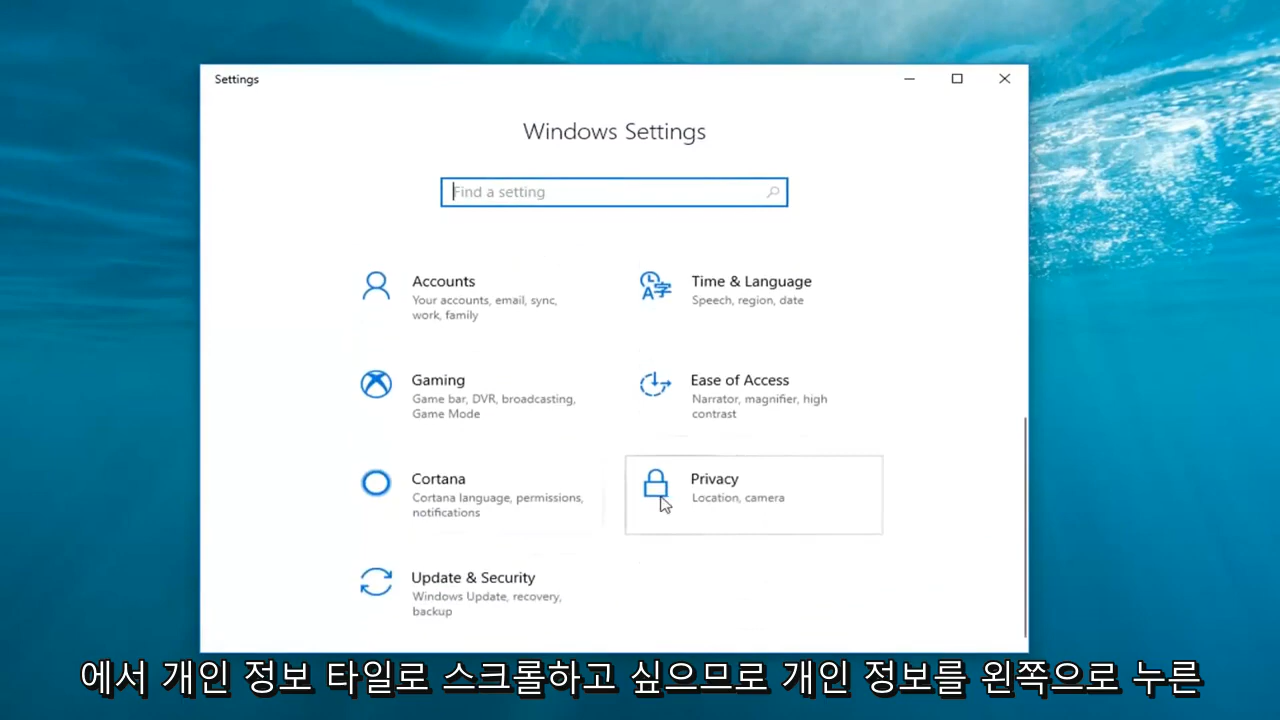 Settings
Windows Settings
Find a setting
Accounts
Your accounts, email, sync,
work, family
Time & Language
Speech, region, date
Gaming
Game bar, DVR, broadcasting,
Game Mode
Ease of Access
Narrator, magnifier, high
contrast
Cortana
Cortana language, permissions,
notifications
Privacy
Location, camera
Update & Security
Windows Update, recovery,
backup
에서 개인 정보 타일로 스크롤하고 싶으므로 개인 정보를 왼쪽으로 누른